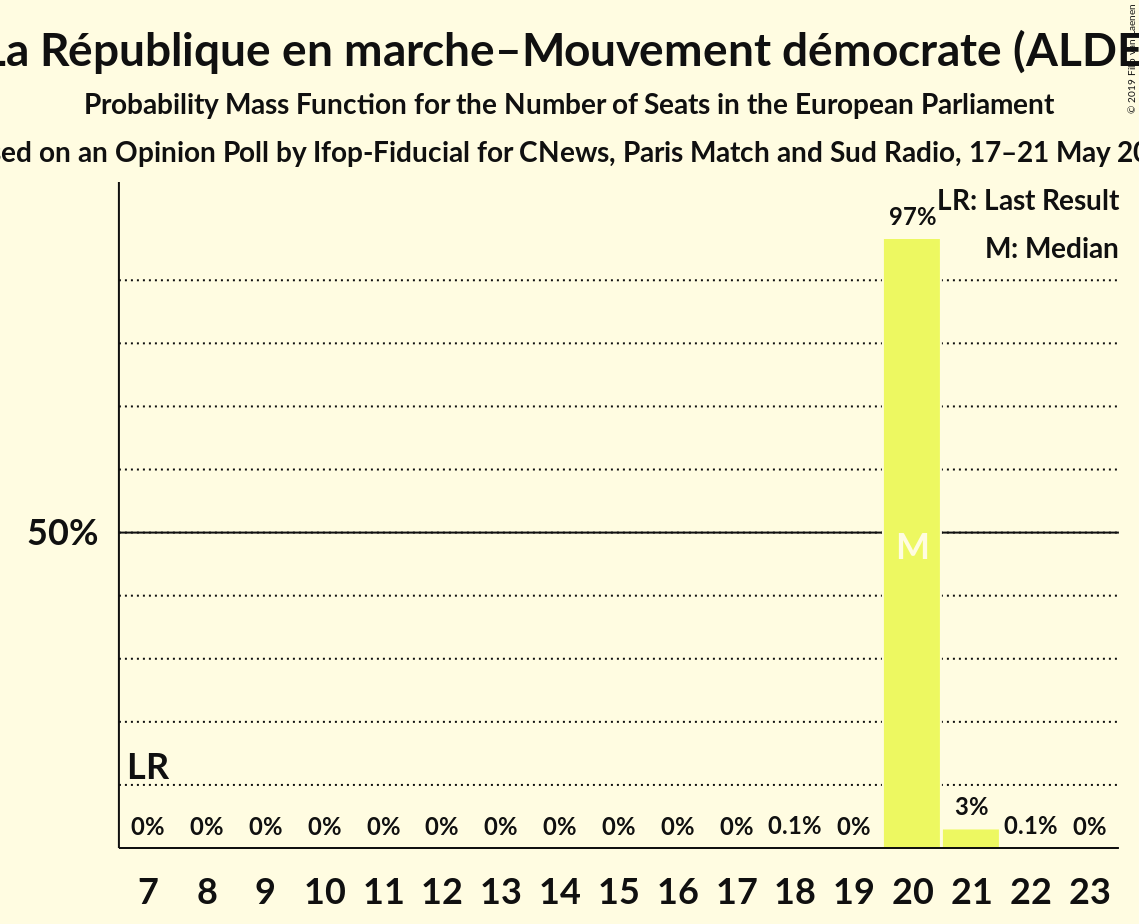 La République en marche–Mouvement démocrate (ALDE
Probability Mass Function for the Number of Seats in the European Parliament
sed on an Opinion Poll by Ifop-Fiducial for CNews, Paris Match and Sud Radio, 17–21 May 20
LR: Last Result
M: Median
97%
50%
M
LR
0% 0% 0% 0% 0% 0% 0% 0% 0% 0% 0% 0.1% 0% 3% 0.1% 0%
7 8 9 10 11 12 13 14 15 16 17 18 19 20 21 22 23
© 2019